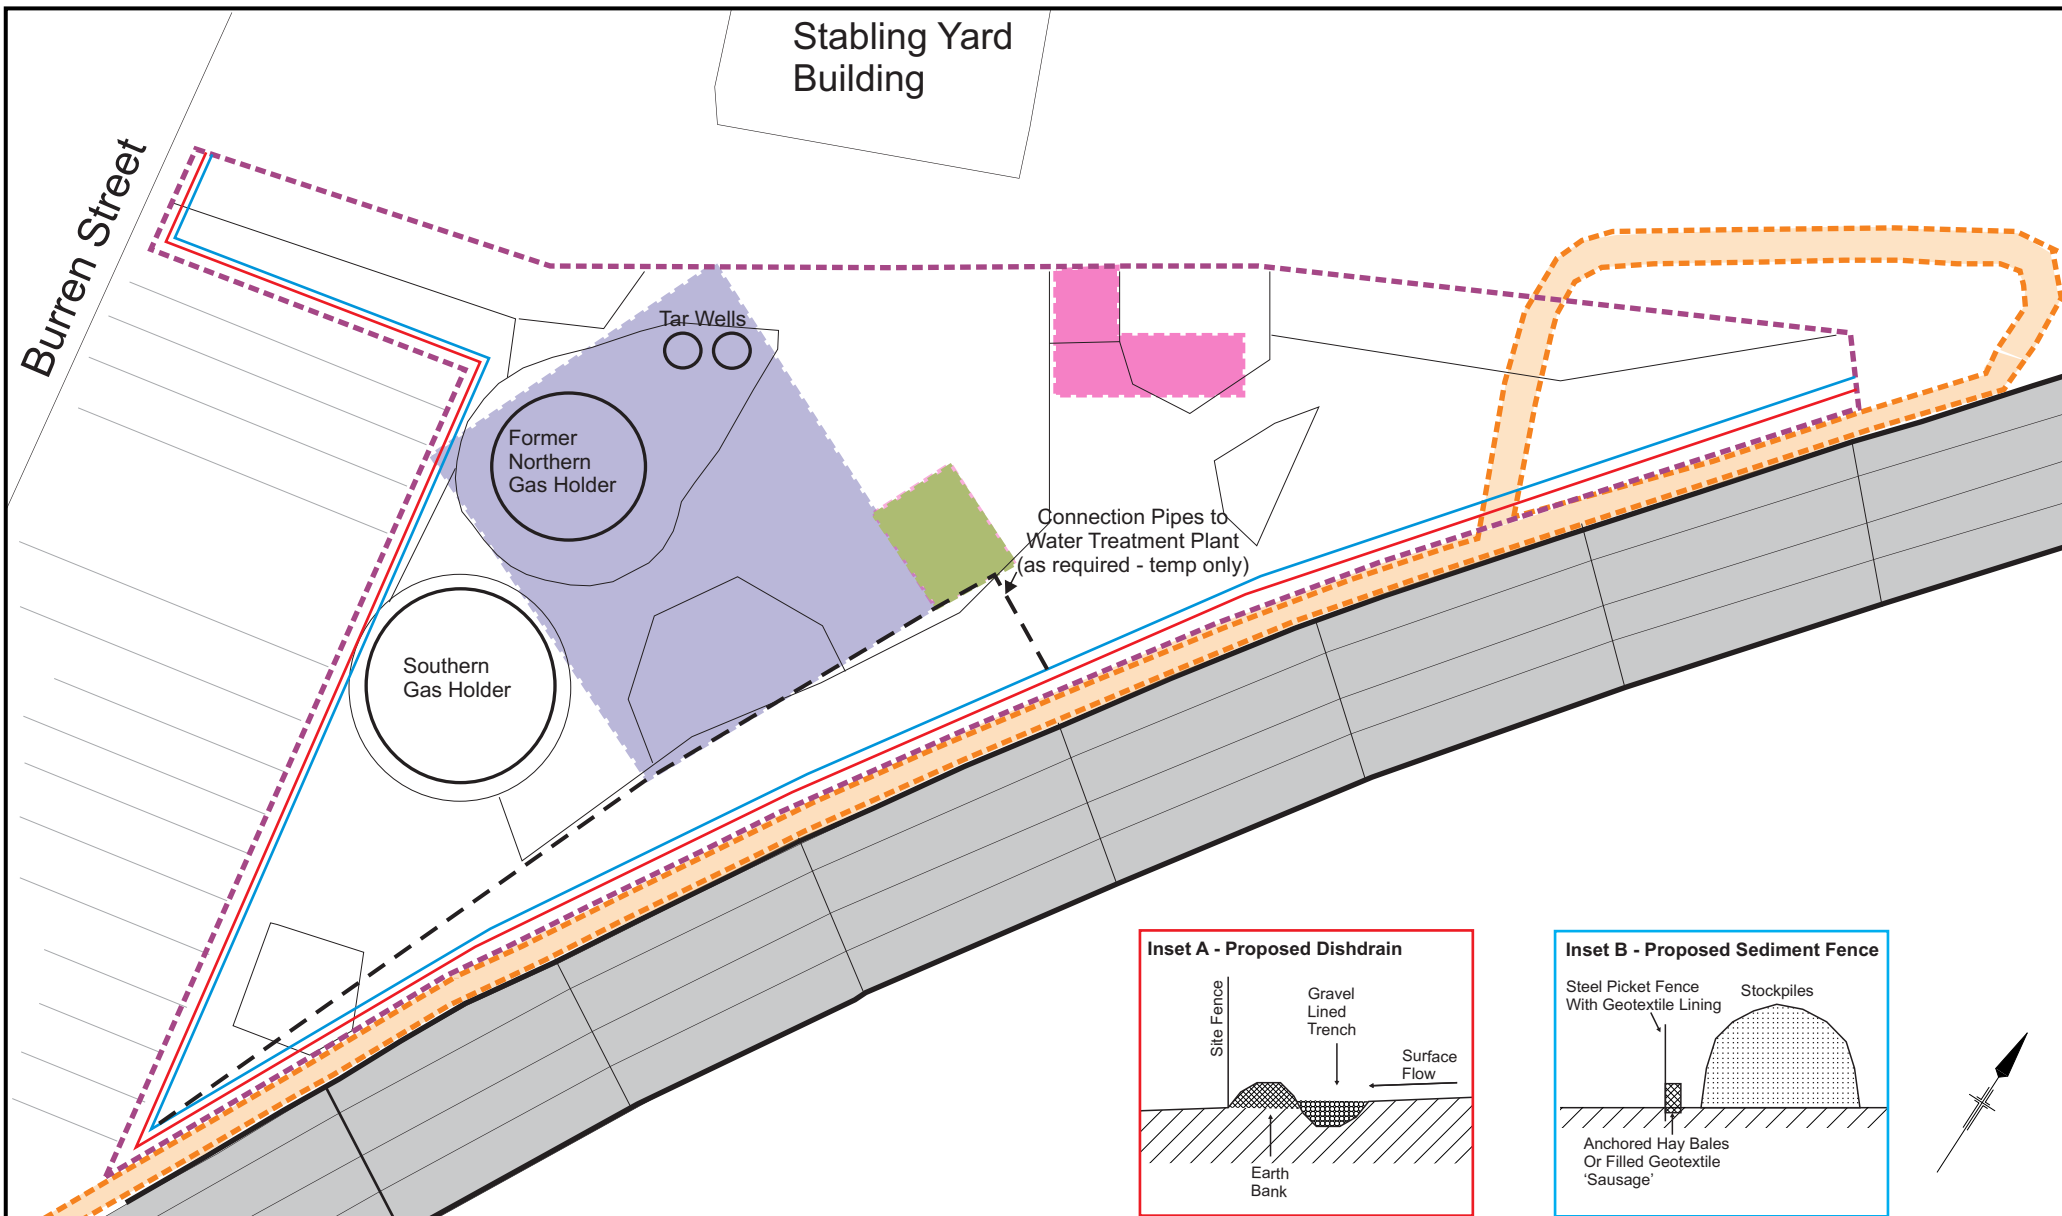 Stabling Yard
Building
Burren Street
Tar Wells
Former
Northern
Gas Holder
Connection Pipes to
Water Treatment Plant
(as required - temp only)
Southern
Gas Holder
Inset A - Proposed Dishdrain
Site Fence
Gravel
Lined
Trench
Surface
Flow
Earth
Bank
Inset B - Proposed Sediment Fence
Steel Picket Fence
With Geotextile Lining
Stockpiles
Anchored Hay Bales
Or Filled Geotextile
‘Sausage’